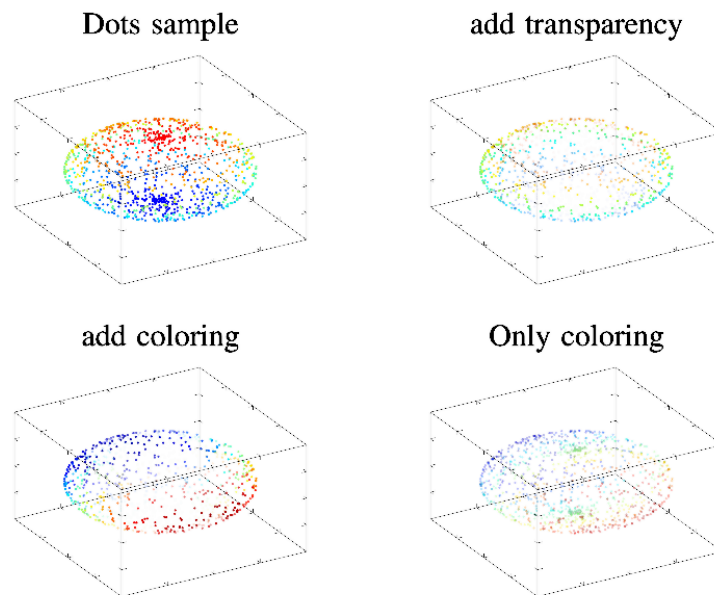 Dots sample
add transparency
add coloring
Only coloring